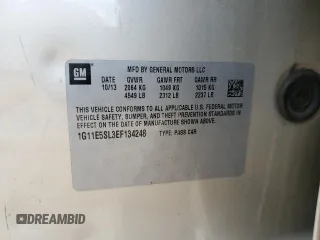 GM
MFD BY GENERAL MOTORS LLC
10/13
GVWR GAWR FRT GAWR RR
2064 KG 1049 KG 1015 KG
4549 LB 2312 LB 2237 LB
THIS VEHICLE CONFORMS TO ALL APPLICABLE U.S. FEDERAL MOTOR
VEHICLE SAFETY, BUMPER, AND THEFT PREVENTION STANDARDS IN
EFFECT ON THE DATE OF MANUFACTURE SHOWN ABOVE.
1G11E5SL3EF134248 TYPE: PASS CAR
© AUTOBIDMASTER